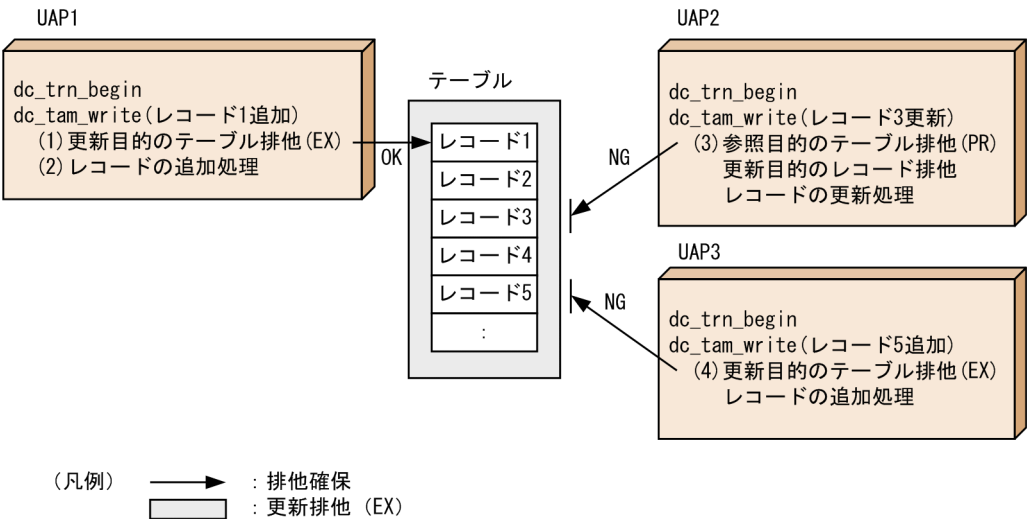 UAP1
dc_trn_begin
dc_tam_write(レコード1追加)
(1)更新目的のテーブル排他(EX)
(2)レコードの追加処理
OK
テーブル
レコード1
レコード2
レコード3
レコード4
レコード5
:
UAP2
dc_trn_begin
dc_tam_write(レコード3更新)
(3)参照目的のテーブル排他(PR)
更新目的のレコード排他
レコードの更新処理
NG
UAP3
dc_trn_begin
dc_tam_write(レコード5追加)
(4)更新目的のテーブル排他(EX)
レコードの追加処理
NG
(凡例)
:排他確保
:更新排他 (EX)